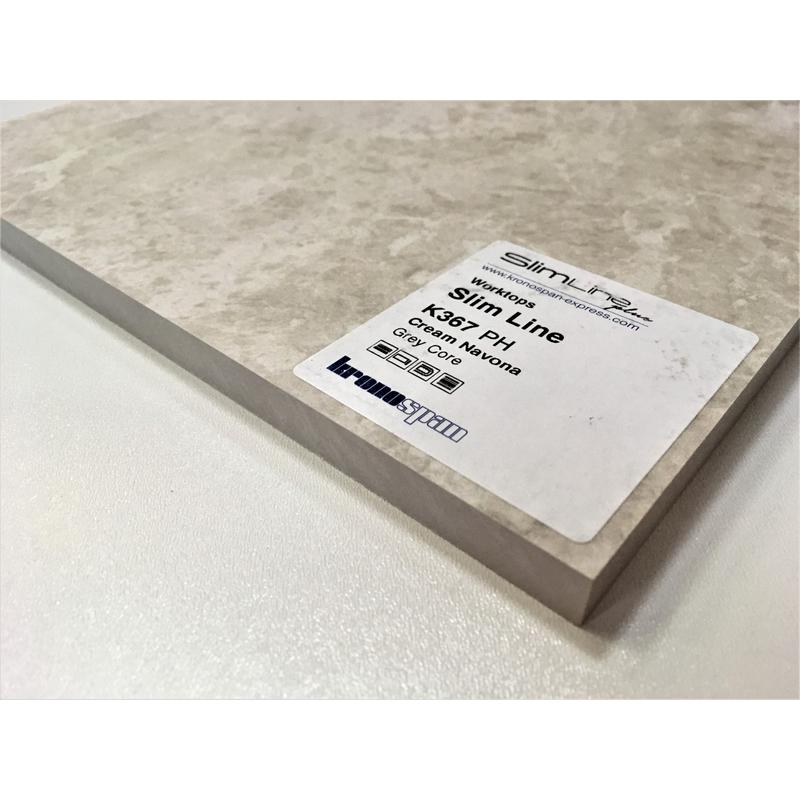 SlimLine
plus
www.kronospan-express.com
Worktops
Slim Line
K367 PH
Cream Navona
Grey Core
kronospan